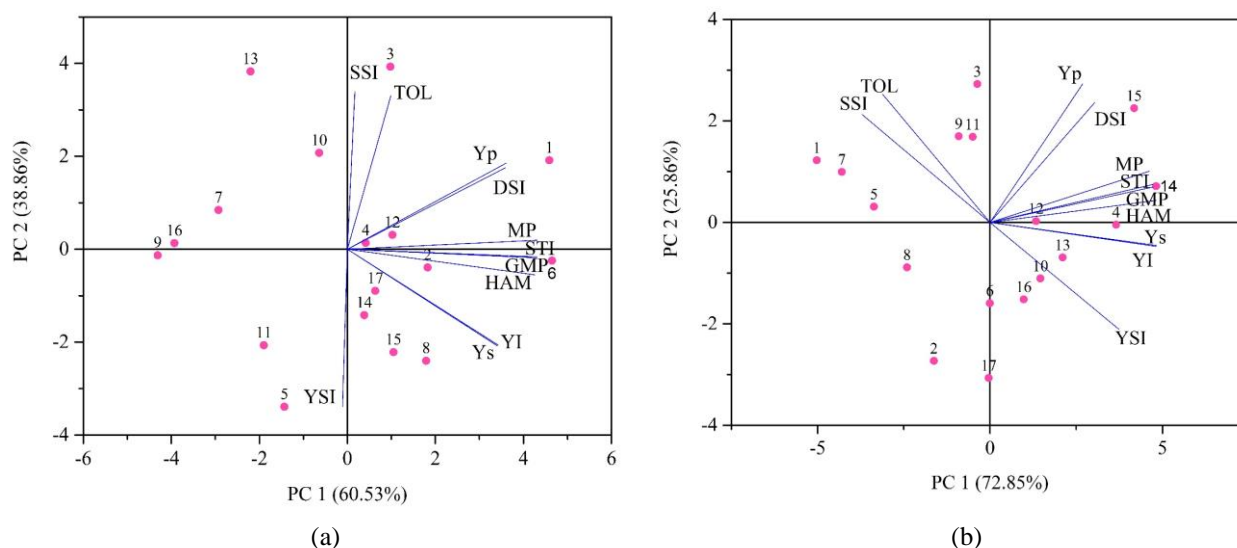 4
2
0
-2
-4
-6
-4
-2
0
2
4
6
PC 2 (38.86%)
PC 1 (60.53%)
13
3
SSI
TOL
10
1
Yp
DSI
7
12
4
MP
16
9
STI
GMP
6
2
HAM
17
14
11
YI
Ys
15
8
5
YSI
(a)
4
2
0
-2
-4
-5
0
5
PC 2 (25.86%)
PC 1 (72.85%)
3
Yp
TOL
15
SSI
DSI
9
11
1
7
MP
STI
14
5
GMP
12
4
HAM
Ys
13
YI
8
10
6
16
YSI
2
17
(b)